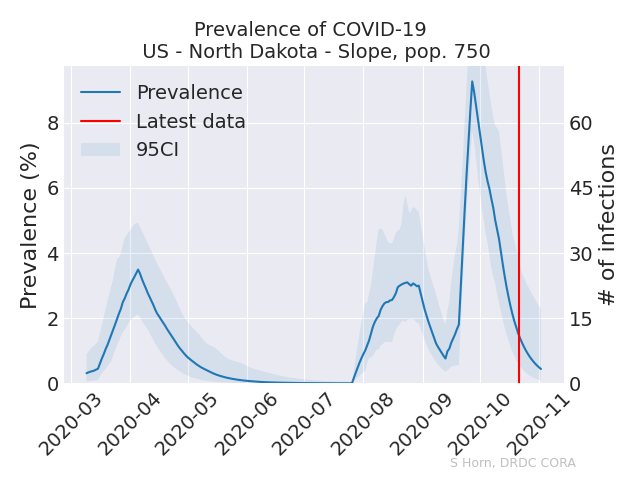 Prevalence of COVID-19
US - North Dakota - Slope, pop. 750
Prevalence
Latest data
95CI
Prevalence (%)
8
6
4
2
0
# of infections
60
45
30
15
0
2020-03
2020-04
2020-05
2020-06
2020-07
2020-08
2020-09
2020-10
2020-11
S Horn, DRDC CORA